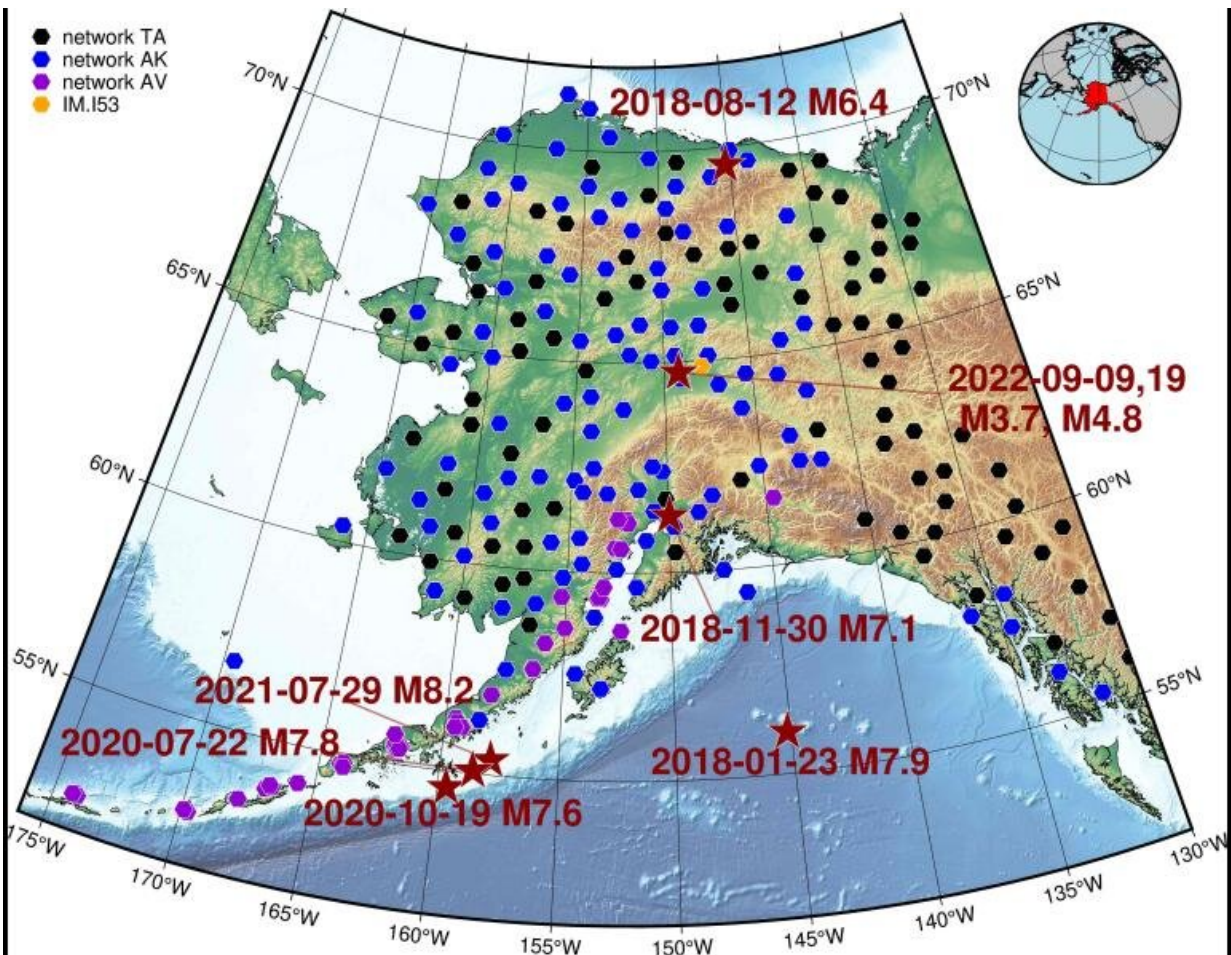 network TA
network AK
network AV
IM.I53
70°N
2018-08-12 M6.4
70°N
65°N
65°N
2022-09-09,19
M3.7, M4.8
60°N
60°N
2018-11-30 M7.1
55°N
2021-07-29 M8.2
55°N
2020-07-22 M7.8
2018-01-23 M7.9
2020-10-19 M7.6
175°W
170°W
165°W
160°W
155°W
150°W
145°W
140°W
135°W
130°W